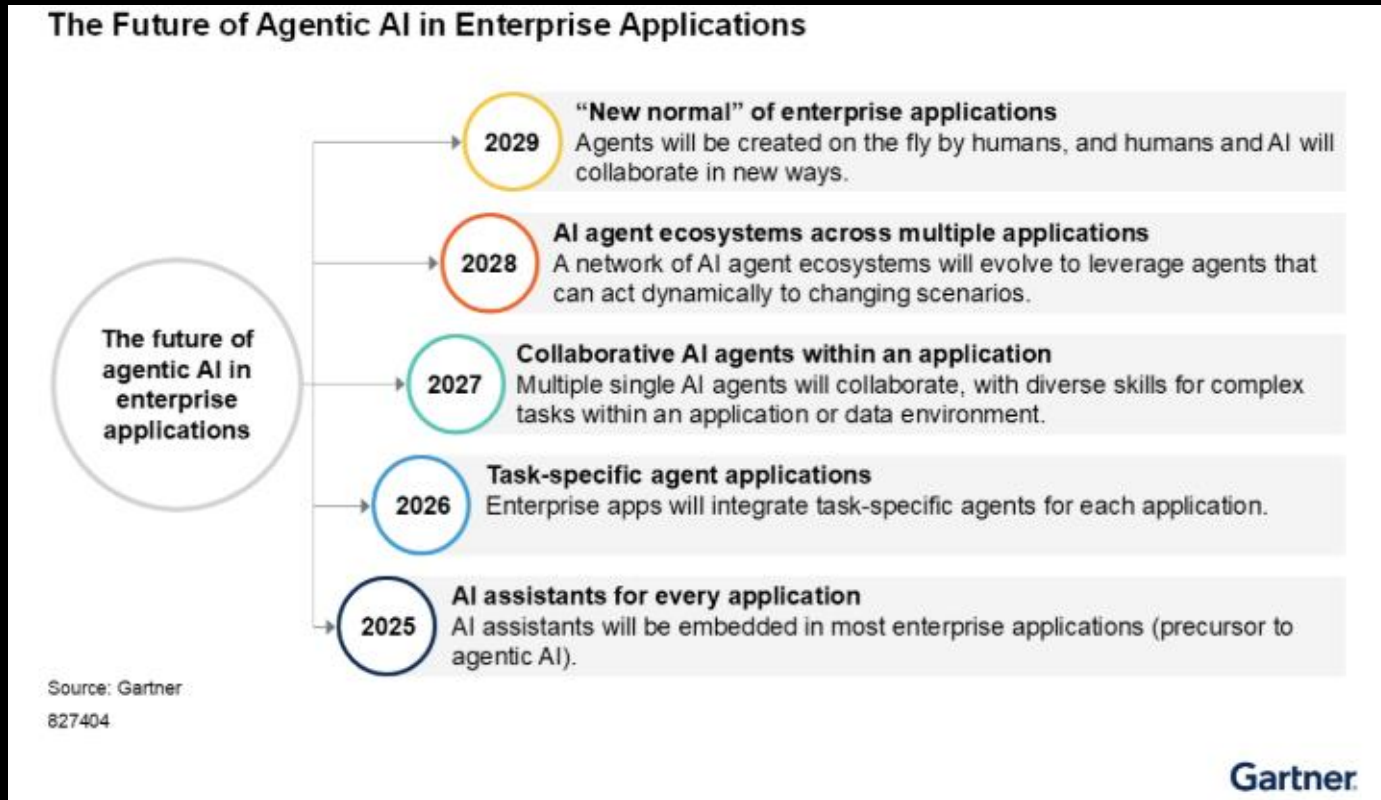 The Future of Agentic AI in Enterprise Applications
The future of
agentic AI in
enterprise
applications
2029
“New normal” of enterprise applications
Agents will be created on the fly by humans, and humans and AI will
collaborate in new ways.
2028
AI agent ecosystems across multiple applications
A network of AI agent ecosystems will evolve to leverage agents that
can act dynamically to changing scenarios.
2027
Collaborative AI agents within an application
Multiple single AI agents will collaborate, with diverse skills for complex
tasks within an application or data environment.
2026
Task-specific agent applications
Enterprise apps will integrate task-specific agents for each application.
2025
AI assistants for every application
AI assistants will be embedded in most enterprise applications (precursor to
agentic AI).
Source: Gartner
827404
Gartner